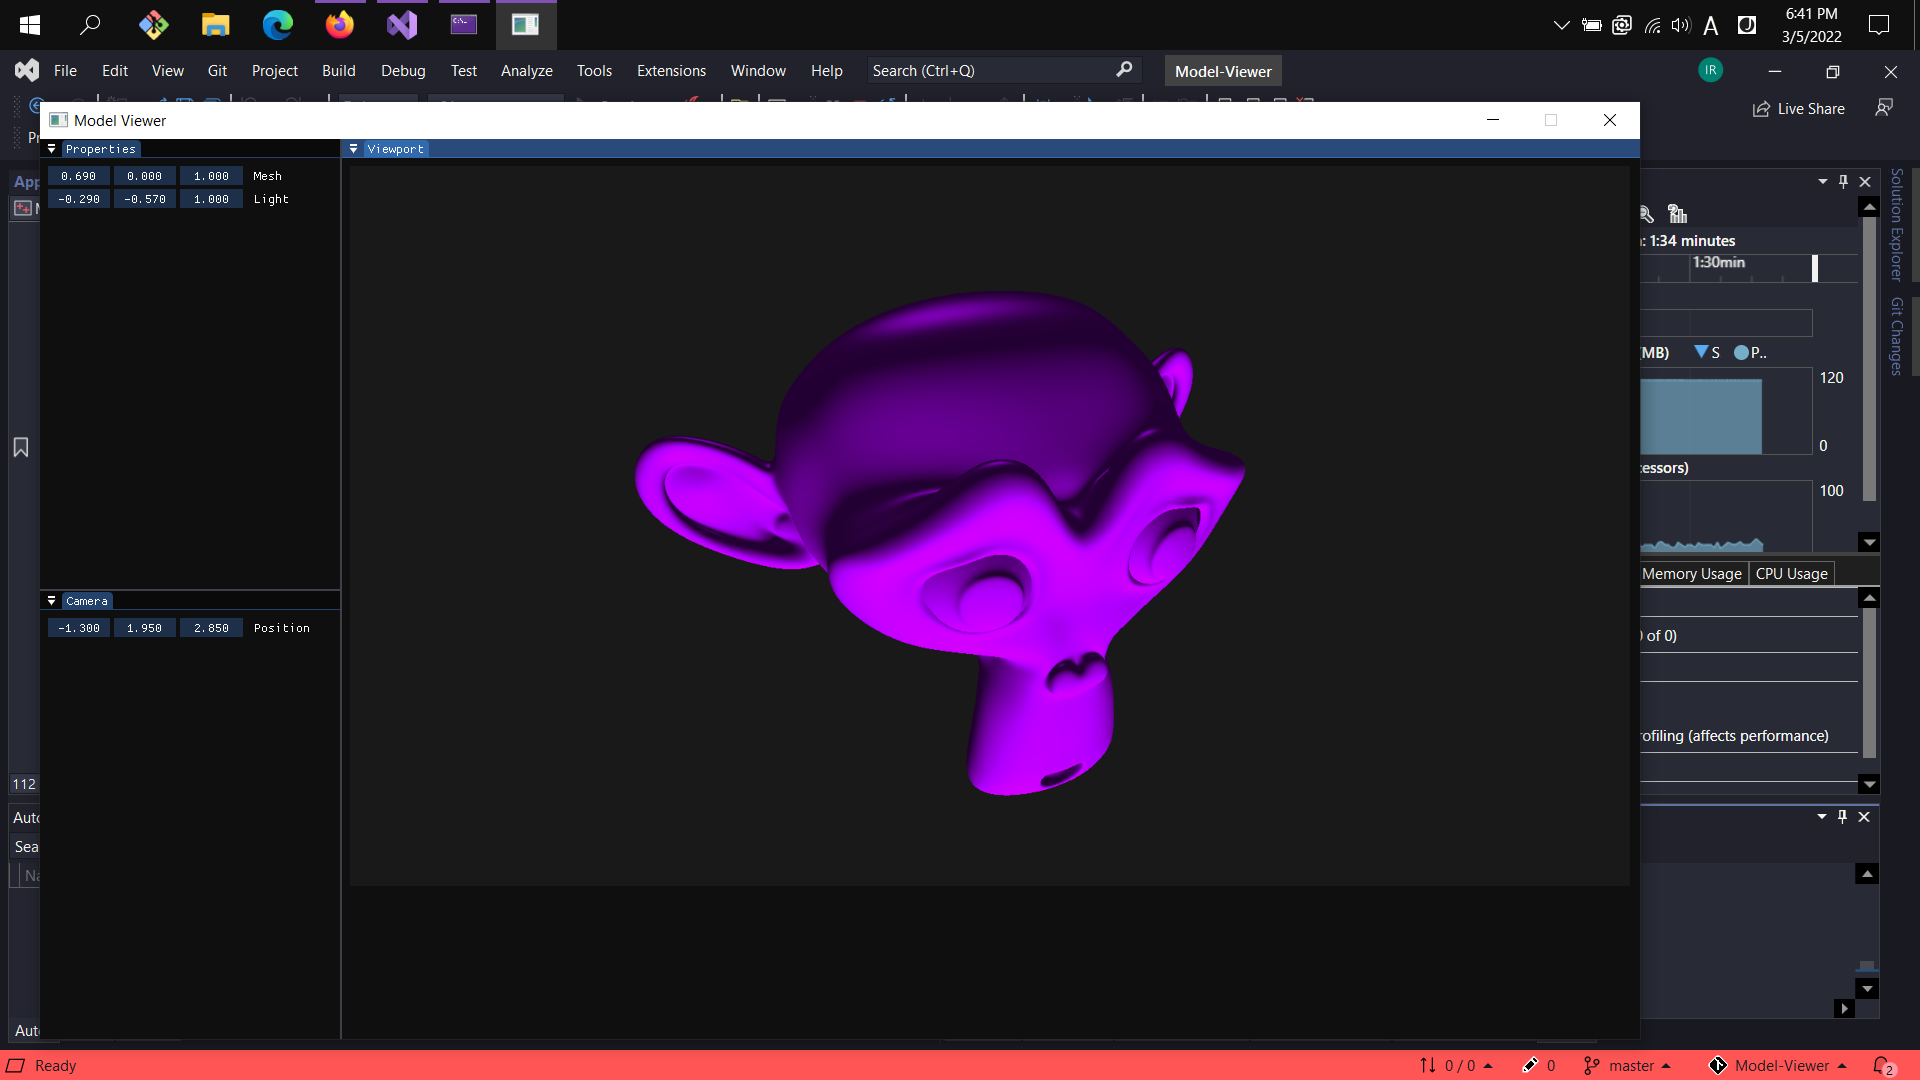 6:41 PM
3/5/2022
A
File Edit View Git Project Build Debug Test Analyze Tools Extensions Window Help Search (Ctrl+Q) Model-Viewer IR
Live Share
Model Viewer
Properties
Viewport
0.690 0.000 1.000 Mesh
-0.290 -0.570 1.000 Light
Camera
-1.300 1.950 2.850 Position
Solution Explorer
Git Changes
: 1:34 minutes
1:30min
(MB) S P..
120
0
cessors)
100
Memory Usage CPU Usage
0 of 0)
rofiling (affects performance)
App
112
Auto
Sea
Na
Aut
Ready 0 / 0 0 master Model-Viewer 2